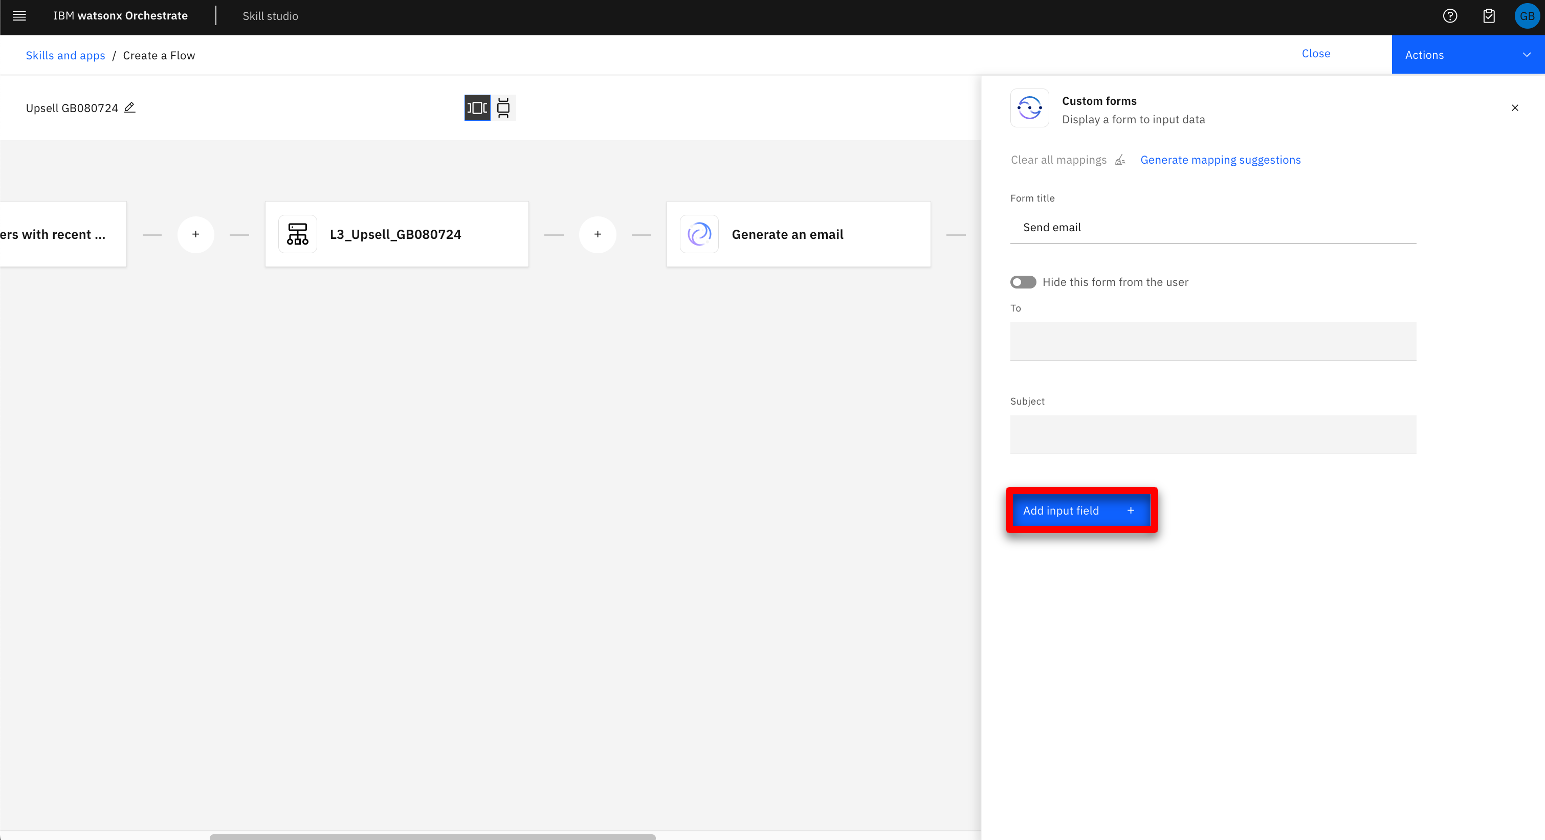 IBM watsonx Orchestrate
Skill studio
GB
Skills and apps / Create a Flow
Close
Actions
Upsell GB080724
Custom forms
Display a form to input data
Clear all mappings
Generate mapping suggestions
Form title
Send email
ers with recent ...
+
L3_Upsell_GB080724
+
Generate an email
Hide this form from the user
To
Subject
Add input field +